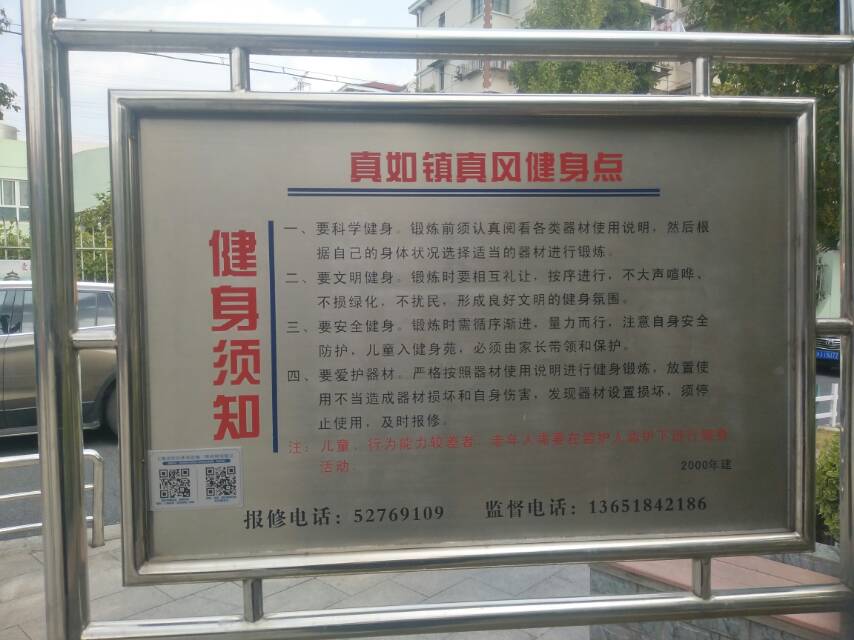 真如镇真风健身点
健身须知
一、要科学健身。锻炼前须认真阅看各类器材使用说明，然后根
据自己的身体状况选择适当的器材进行锻炼。
二、要文明健身。锻炼时要相互礼让，按序进行，不大声喧哗、
不损绿化，不扰民，形成良好文明的健身氛围。
三、要安全健身。锻炼时需循序渐进，量力而行，注意自身安全
防护，儿童入健身苑，必须由家长带领和保护。
四、要爱护器材。严格按照器材使用说明进行健身锻炼，放置使
用不当造成器材损坏和自身伤害，发现器材设置损坏，须停
止使用，及时报修。
注：儿童、行为能力较差者、老年人需要在监护人监护下进行健身
活动。
2000年建
报修电话：52769109 监督电话：13651842186